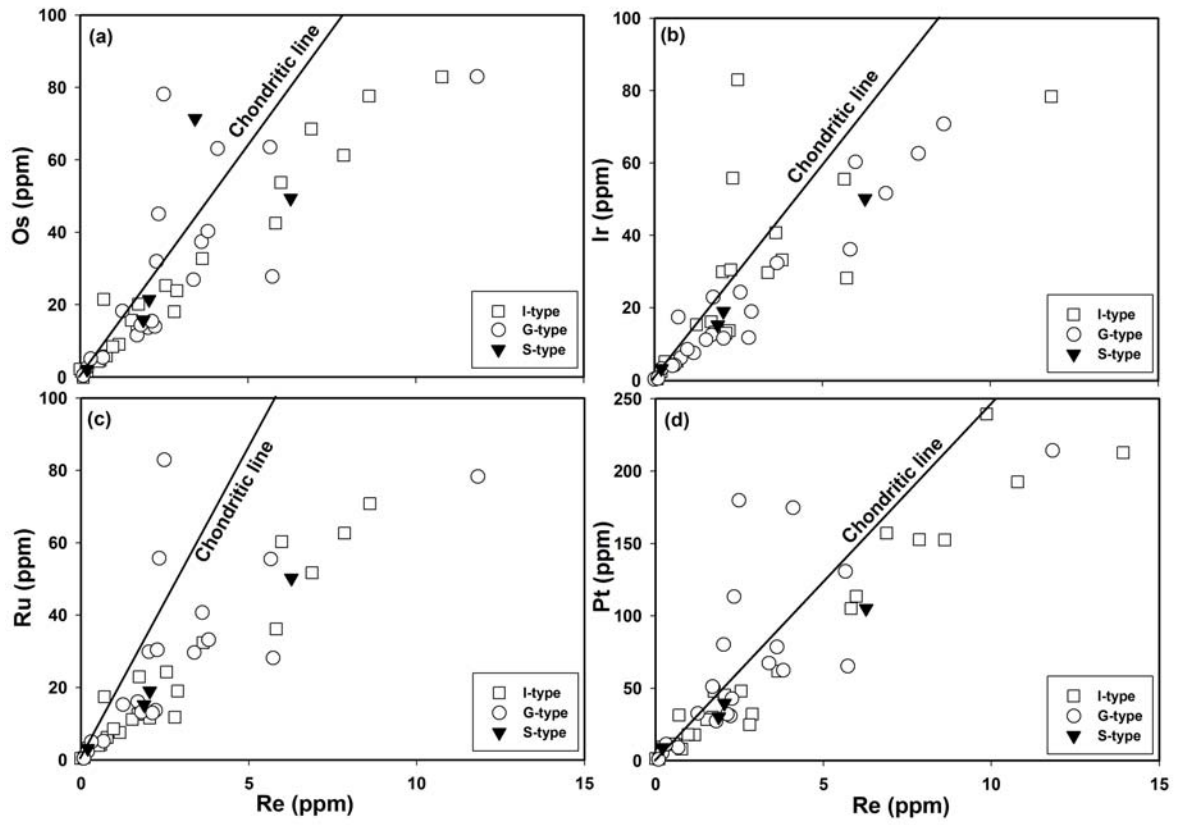 (a)
Chondritic line
Os (ppm)
100
80
60
40
20
0
I-type
G-type
S-type
(b)
Chondritic line
Ir (ppm)
100
80
60
40
20
0
I-type
G-type
S-type
(c)
Chondritic line
Ru (ppm)
100
80
60
40
20
0
I-type
G-type
S-type
0 5 10 15
Re (ppm)
(d)
Chondritic line
Pt (ppm)
250
200
150
100
50
0
I-type
G-type
S-type
0 5 10 15
Re (ppm)